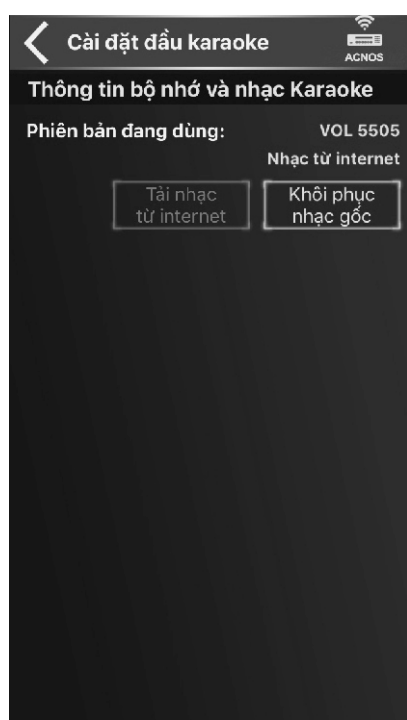 Cài đặt đầu karaoke
ACNOS
Thông tin bộ nhớ và nhạc Karaoke
Phiên bản đang dùng: VOL 5505
Nhạc từ internet
Tải nhạc
từ internet
Khôi phục
nhạc gốc